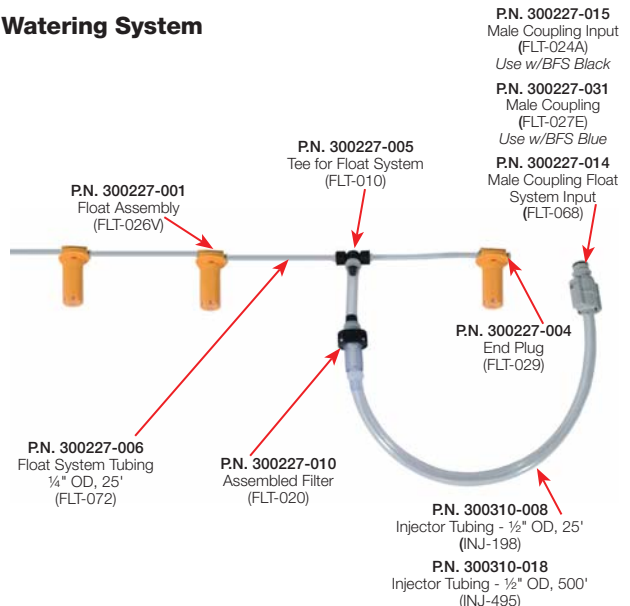 Watering System
P.N. 300227-015
Male Coupling Input
(FLT-024A)
Use w/BFS Black
P.N. 300227-031
Male Coupling
(FLT-027E)
Use w/BFS Blue
P.N. 300227-014
Male Coupling Float
System Input
(FLT-068)
P.N. 300227-005
Tee for Float System
(FLT-010)
P.N. 300227-001
Float Assembly
(FLT-026V)
P.N. 300227-004
End Plug
(FLT-029)
P.N. 300227-006
Float System Tubing
¼" OD, 25'
(FLT-072)
P.N. 300227-010
Assembled Filter
(FLT-020)
P.N. 300310-008
Injector Tubing - ½" OD, 25'
(INJ-198)
P.N. 300310-018
Injector Tubing - ½" OD, 500'
(INJ-495)